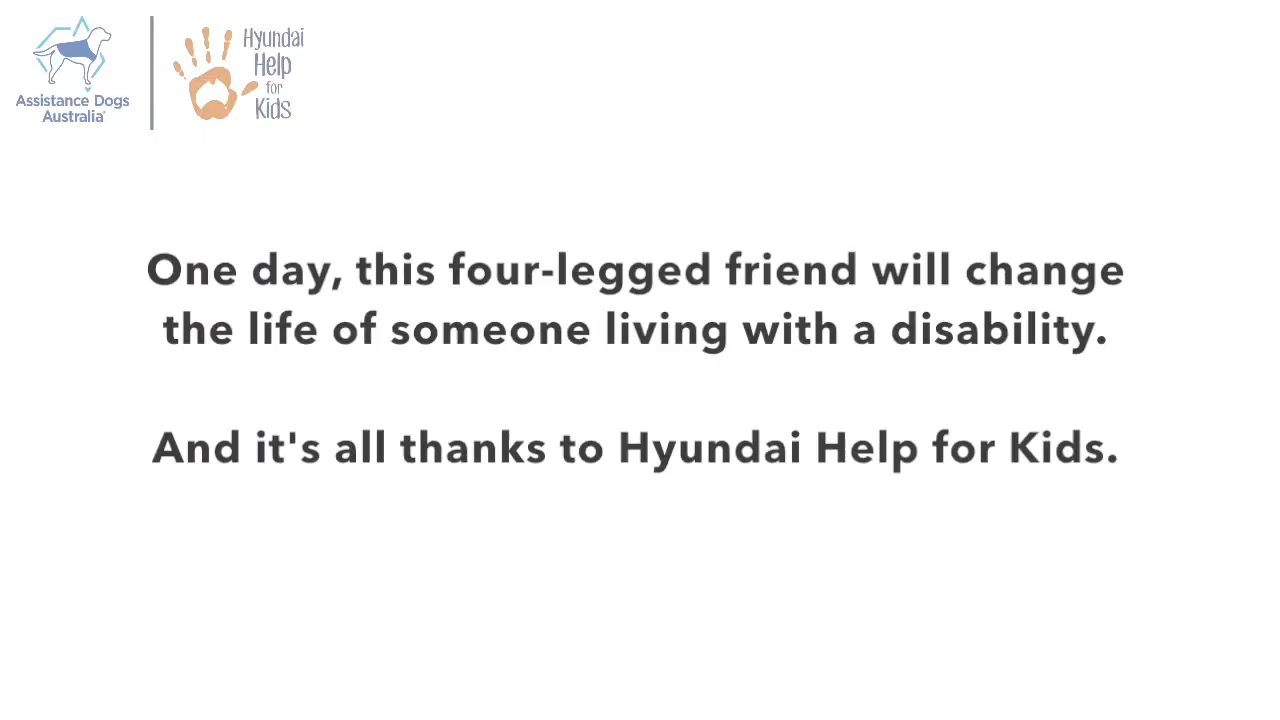 Assistance Dogs
Australia
Hyundai
Help
for
Kids
One day, this four-legged friend will change
the life of someone living with a disability.
And it's all thanks to Hyundai Help for Kids.